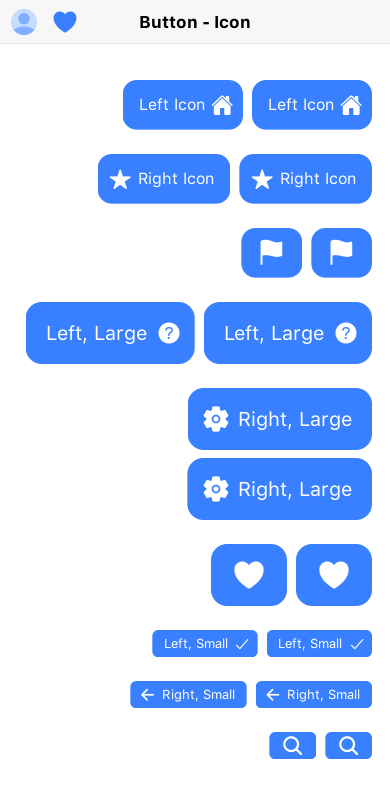 Button - Icon
Left Icon Left Icon
Right Icon Right Icon
Left, Large Left, Large
Right, Large
Right, Large
Left, Small Left, Small
Right, Small Right, Small